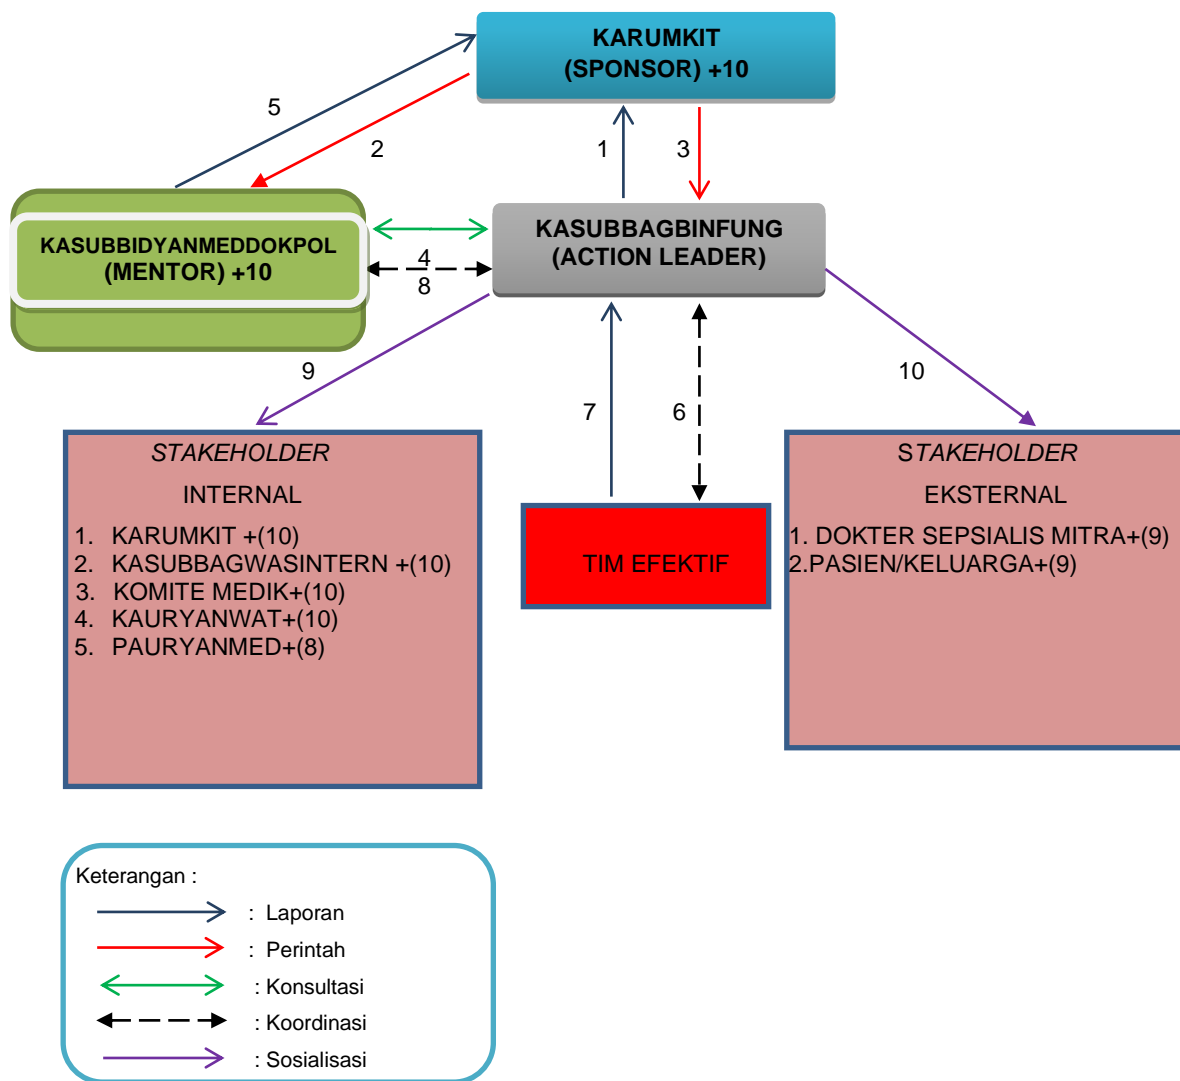 KARUMKIT
(SPONSOR) +10
5
2
1
3
KASUBBIDYANMEDDOKPOL
(MENTOR) +10
KASUBBAGBINFUNG
(ACTION LEADER)
4
8
9
10
7
6
STAKEHOLDER
INTERNAL
1. KARUMKIT +(10)
2. KASUBBAGWASINTERN +(10)
3. KOMITE MEDIK+(10)
4. KAURYANWAT+(10)
5. PAURYANMED+(8)
TIM EFEKTIF
STAKEHOLDER
EKSTERNAL
1. DOKTER SEPSIALIS MITRA+(9)
2.PASIEN/KELUARGA+(9)
Keterangan :
: Laporan
: Perintah
: Konsultasi
: Koordinasi
: Sosialisasi